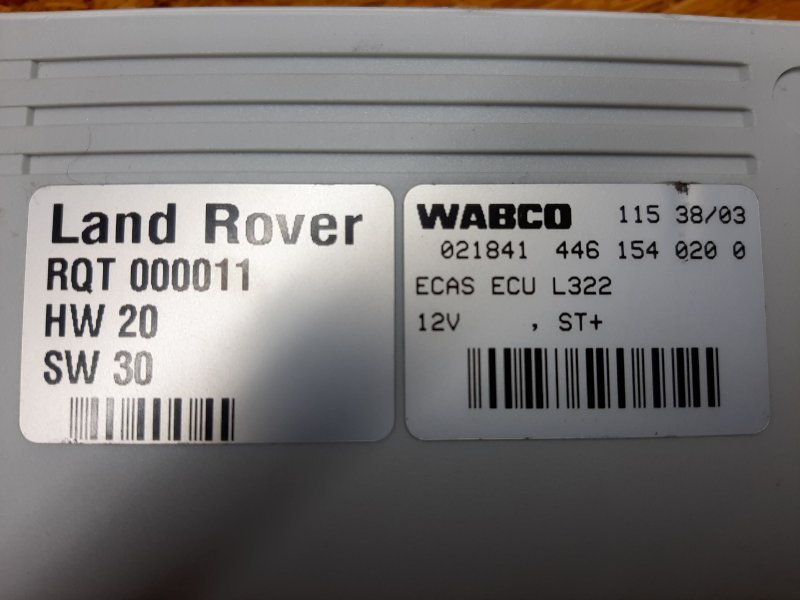 Land Rover
RQT 000011
HW 20
SW 30
WABCO 115 38/03
021841 446 154 020 0
ECAS ECU L322
12V , ST+